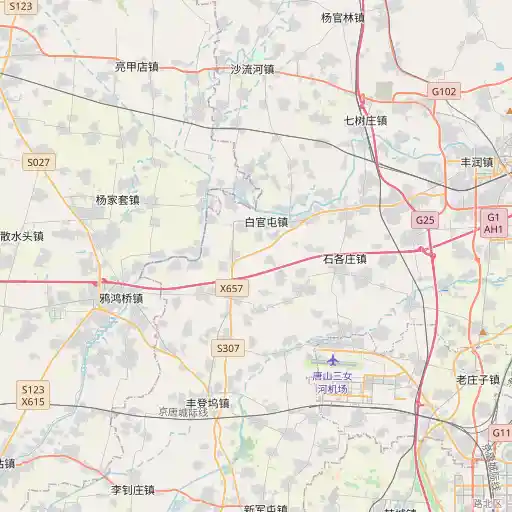 S123
杨官林镇
亮甲店镇
沙流河镇
G102
七树庄镇
S027
丰润镇
杨家套镇
白官屯镇
G25
G1
AH1
散水头镇
石各庄镇
X657
鸦鸿桥镇
S307
唐山三女
河机场
老庄子镇
S123
X615
丰登坞镇
京唐城际线
G11
李钊庄镇
路北区
新军屯镇